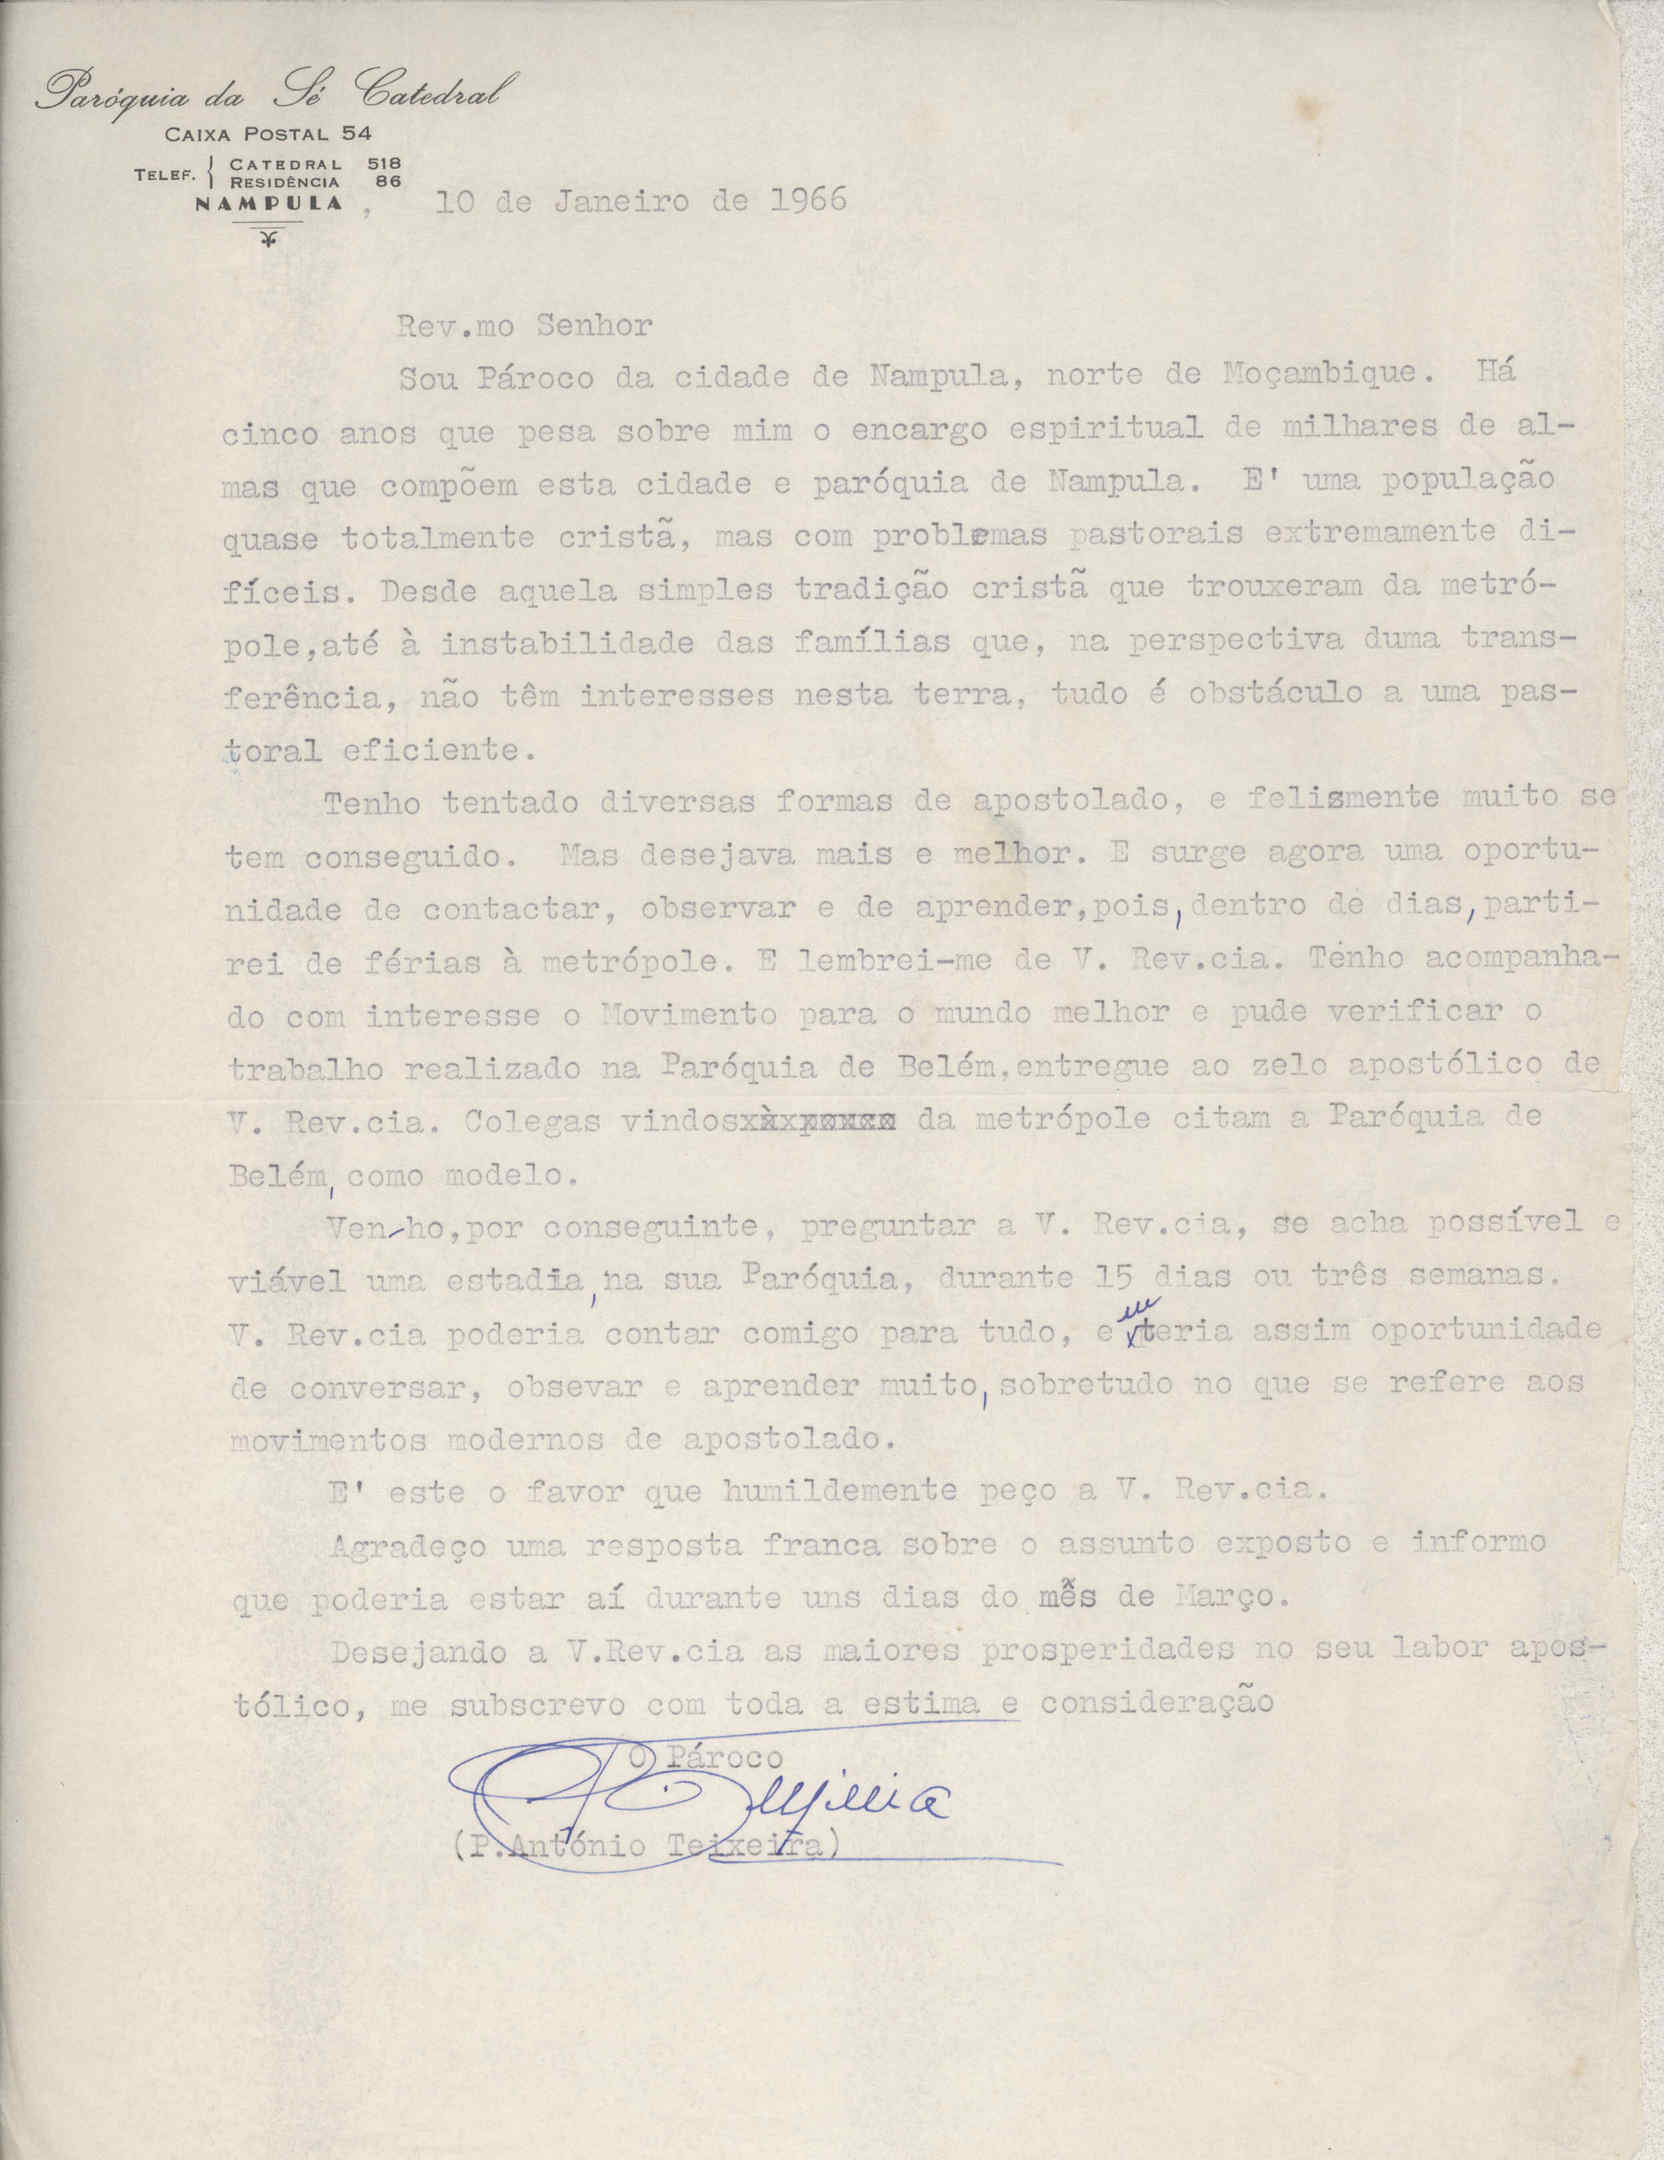 Paróquia da Sé Catedral
CAIXA POSTAL 54
TELEF. { CATEDRAL 518
RESIDÊNCIA 86
NAMPULA, 10 de Janeiro de 1966
Rev.mo Senhor
Sou Pároco da cidade de Nampula, norte de Moçambique. Há
cinco anos que pesa sobre mim o encargo espiritual de milhares de al-
mas que compõem esta cidade e paróquia de Nampula. E' uma população
quase totalmente cristã, mas com problemas pastorais extremamente di-
fíceis. Desde aquela simples tradição cristã que trouxeram da metró-
pole,até à instabilidade das famílias que, na perspectiva duma trans-
ferência, não têm interesses nesta terra, tudo é obstáculo a uma pas-
toral eficiente.
Tenho tentado diversas formas de apostolado, e felizmente muito se
tem conseguido. Mas desejava mais e melhor. E surge agora uma oportu-
nidade de contactar, observar e de aprender,pois,dentro de dias,parti-
rei de férias à metrópole. E lembrei-me de V. Rev.cia. Tenho acompanha-
do com interesse o Movimento para o mundo melhor e pude verificar o
trabalho realizado na Paróquia de Belém,entregue ao zelo apostólico de
V. Rev.cia. Colegas vindos da metrópole citam a Paróquia de
Belém, como modelo.
Ven-ho,por conseguinte, preguntar a V. Rev.cia, se acha possível e
viável uma estadia,na sua Paróquia, durante 15 dias ou três semanas.
V. Rev.cia poderia contar comigo para tudo, e eu teria assim oportunidade
de conversar, obsevar e aprender muito, sobretudo no que se refere aos
movimentos modernos de apostolado.
E' este o favor que humildemente peço a V. Rev.cia.
Agradeço uma resposta franca sobre o assunto exposto e informo
que poderia estar aí durante uns dias do mês de Março.
Desejando a V.Rev.cia as maiores prosperidades no seu labor apos-
tólico, me subscrevo com toda a estima e consideração
O Pároco
(P.António Teixeira)